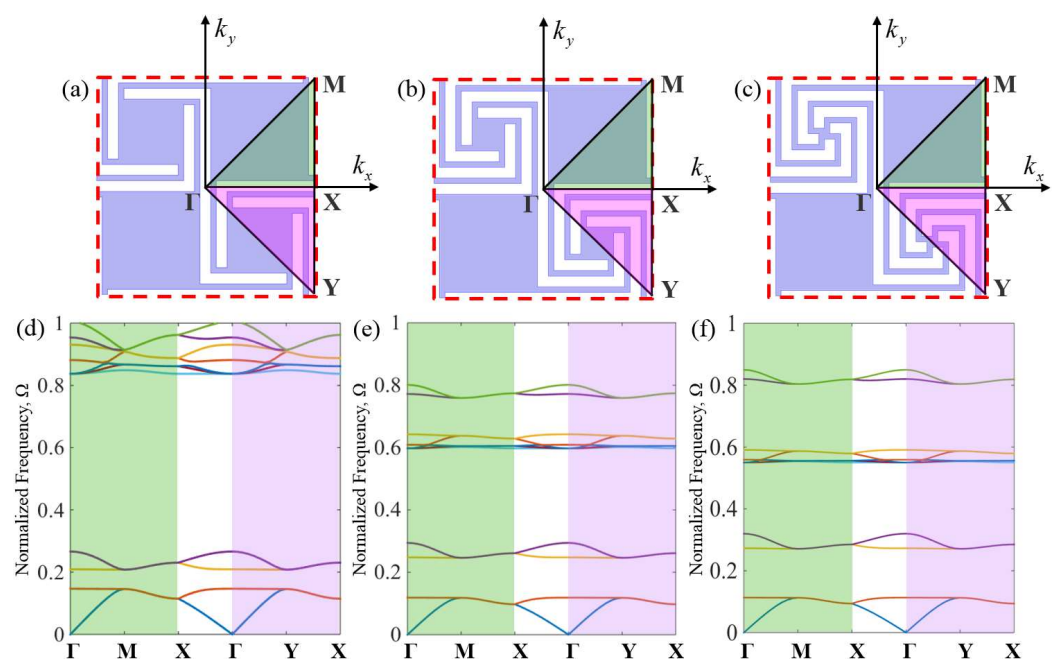 k_y k_y k_y
(a) M (b) M (c) M
k_x k_x k_x
Γ X Γ X Γ X
Y Y Y
(d) (e) (f)
Normalized Frequency, Ω
1
0.8
0.6
0.4
0.2
0
Γ M X Γ Y X
Normalized Frequency, Ω
1
0.8
0.6
0.4
0.2
0
Γ M X Γ Y X
Normalized Frequency, Ω
1
0.8
0.6
0.4
0.2
0
Γ M X Γ Y X